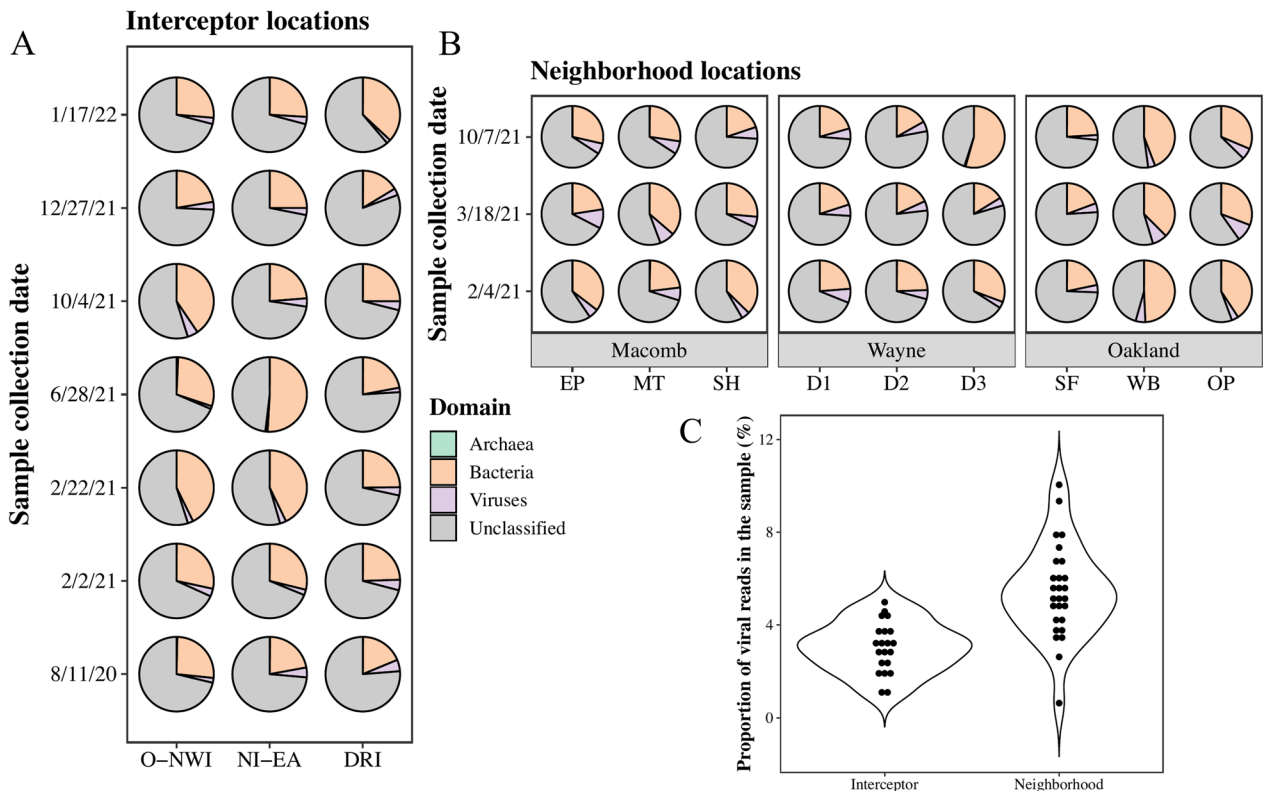 A
Interceptor locations
Sample collection date
1/17/22
12/27/21
10/4/21
6/28/21
2/22/21
2/2/21
8/11/20
O−NWI NI−EA DRI
B
Neighborhood locations
Sample collection date
10/7/21
3/18/21
2/4/21
Macomb Wayne Oakland
EP MT SH D1 D2 D3 SF WB OP
Domain
Archaea
Bacteria
Viruses
Unclassified
C
Proportion of viral reads in the sample (%)
12
8
4
0
Interceptor Neighborhood